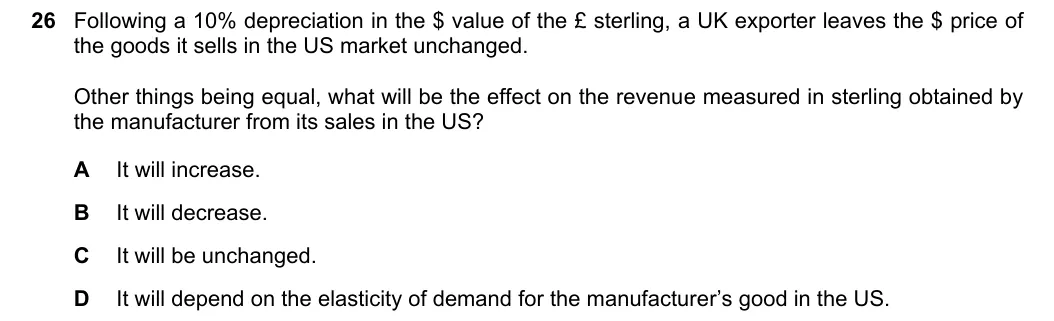 26 Following a 10% depreciation in the $ value of the £ sterling, a UK exporter leaves the $ price of
the goods it sells in the US market unchanged.
Other things being equal, what will be the effect on the revenue measured in sterling obtained by
the manufacturer from its sales in the US?
A It will increase.
B It will decrease.
C It will be unchanged.
D It will depend on the elasticity of demand for the manufacturer’s good in the US.